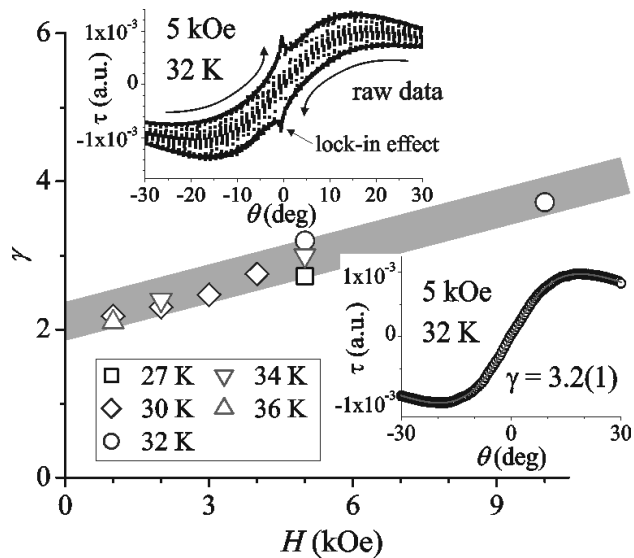 6
4
2
0
γ
0
3
6
9
H (kOe)
5 kOe
32 K
raw data
lock-in effect
1x10⁻³
0
-1x10⁻³
τ (a.u.)
-30 -20 -10 0 10 20 30
θ (deg)
5 kOe
32 K
γ = 3.2(1)
1x10⁻³
0
-1x10⁻³
τ (a.u.)
-30 0 30
θ (deg)
27 K 34 K
30 K 36 K
32 K